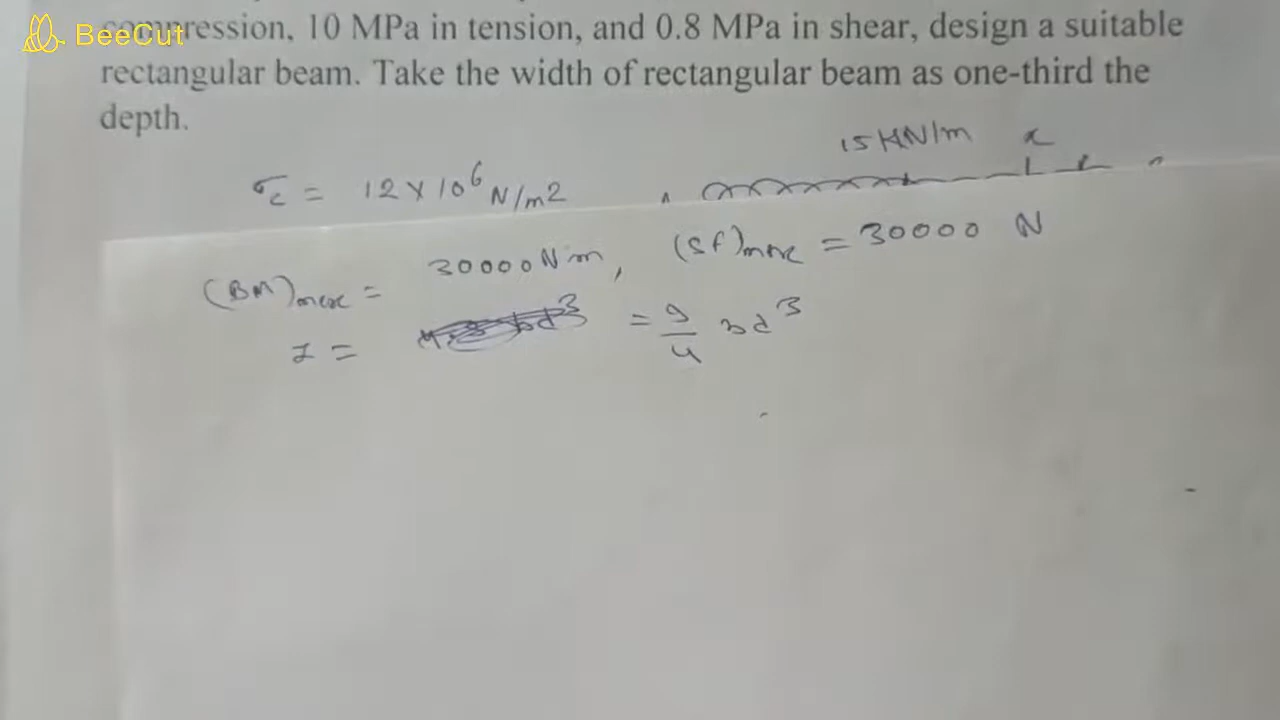 BeeCut
compression, 10 MPa in tension, and 0.8 MPa in shear, design a suitable
rectangular beam. Take the width of rectangular beam as one-third the
depth.
15 KN/m x
σc = 12 x 10^6 N/m2
(BM)max = 30000 Nm, (SF)max = 30000 N
I = = 9/4 bd^3